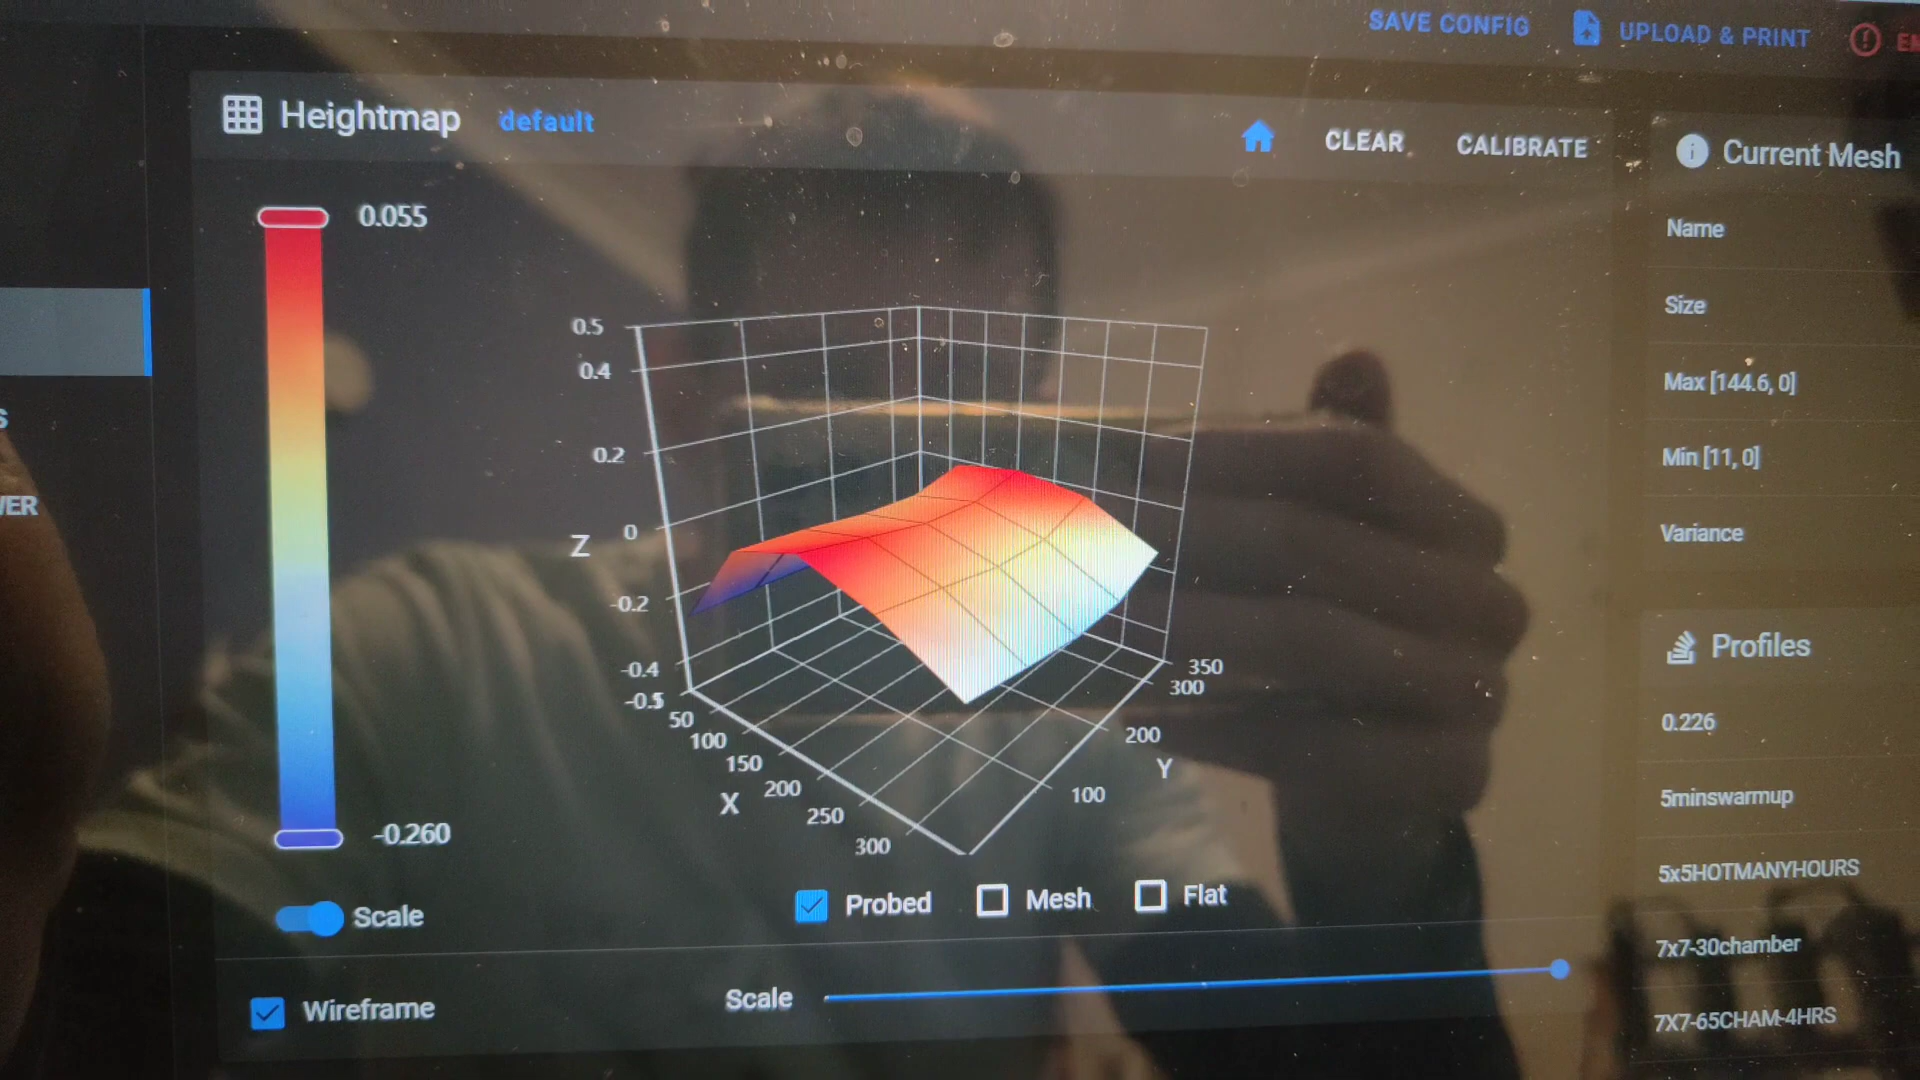 SAVE CONFIG
UPLOAD & PRINT
Heightmap default
CLEAR
CALIBRATE
0.055
-0.260
Scale
Wireframe
0.5
0.4
0.2
0
Z
-0.2
-0.4
-0.5
50
100
150
200
250
300
X
350
300
200
Y
100
Probed
Mesh
Flat
Scale
Current Mesh
Name
Size
Max [144.6, 0]
Min [11, 0]
Variance
Profiles
0.226
5minswarmup
5x5HOTMANYHOURS
7x7-30chamber
7X7-65CHAM-4HRS